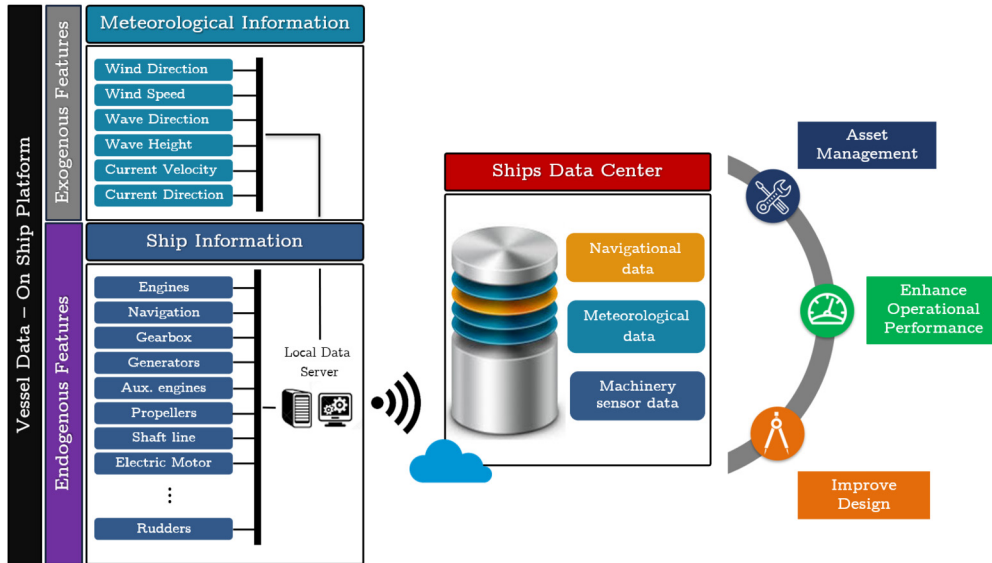 Vessel Data – On Ship Platform
Exogenous Features
Meteorological Information
Wind Direction
Wind Speed
Wave Direction
Wave Height
Current Velocity
Current Direction
Endogenous Features
Ship Information
Engines
Navigation
Gearbox
Generators
Aux. engines
Propellers
Shaft line
Electric Motor
⋮
Rudders
Local Data
Server
Ships Data Center
Navigational
data
Meteorological
data
Machinery
sensor data
Asset
Management
Enhance
Operational
Performance
Improve
Design